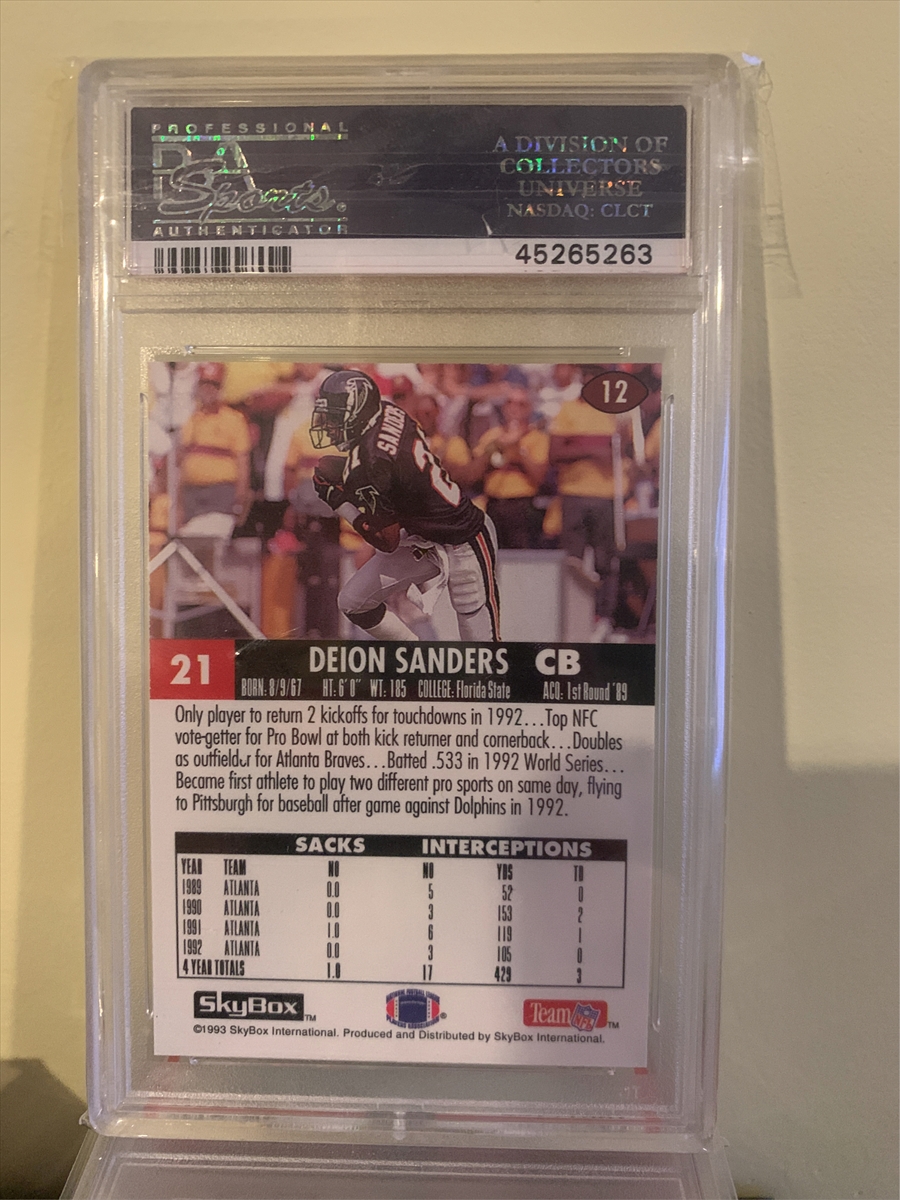 PROFESSIONAL
PSA
Sports®
AUTHENTICATOR
A DIVISION OF
COLLECTORS
UNIVERSE
NASDAQ: CLCT
45265263
12
SANDERS
21
21 DEION SANDERS CB
BORN: 8/9/67 HT: 6' 0" WT: 185 COLLEGE: Florida State ACQ: 1st Round '89
Only player to return 2 kickoffs for touchdowns in 1992...Top NFC
vote-getter for Pro Bowl at both kick returner and cornerback...Doubles
as outfielder for Atlanta Braves...Batted .533 in 1992 World Series...
Became first athlete to play two different pro sports on same day, flying
to Pittsburgh for baseball after game against Dolphins in 1992.
SACKS INTERCEPTIONS
YEAR TEAM NO NO YDS TD
1989 ATLANTA 0.0 5 52 0
1990 ATLANTA 0.0 3 153 2
1991 ATLANTA 1.0 6 119 1
1992 ATLANTA 0.0 3 105 0
4 YEAR TOTALS 1.0 17 429 3
SkyBox™ ® Team NFL™
©1993 SkyBox International. Produced and Distributed by SkyBox International.